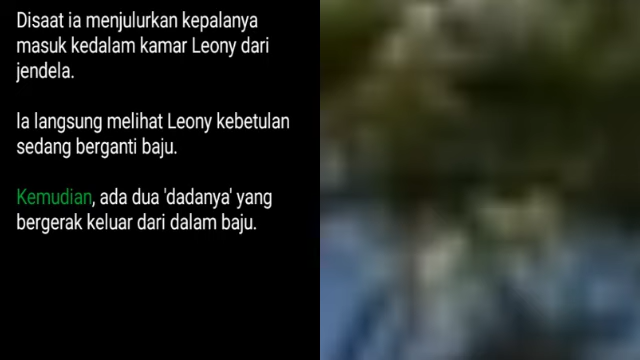 Disaat ia menjulurkan kepalanya
masuk kedalam kamar Leony dari
jendela.
Ia langsung melihat Leony kebetulan
sedang berganti baju.
Kemudian, ada dua 'dadanya' yang
bergerak keluar dari dalam baju.